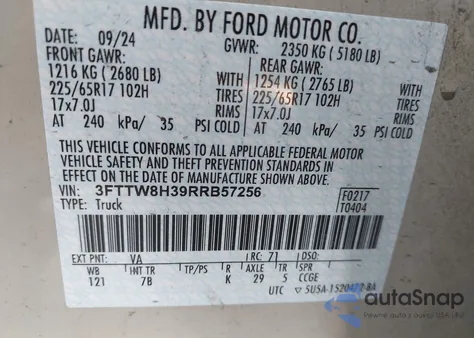 MFD. BY FORD MOTOR CO.
DATE: 09/24 GVWR: 2350 KG ( 5180 LB)
FRONT GAWR: REAR GAWR:
1216 KG ( 2680 LB) WITH 1254 KG ( 2765 LB) WITH
225/65R17 102H TIRES 225/65R17 102H TIRES
17x7.0J RIMS 17x7.0J RIMS
AT 240 kPa/ 35 PSI COLD AT 240 kPa/ 35 PSI COLD
THIS VEHICLE CONFORMS TO ALL APPLICABLE FEDERAL MOTOR
VEHICLE SAFETY AND THEFT PREVENTION STANDARDS IN EFFECT
ON THE DATE OF MANUFACTURE SHOWN ABOVE.
VIN: 3FTTW8H39RRB57256 F0217
TYPE: Truck T0404
EXT PNT: VA RC: 71
WB INT TR TP/PS R AXLE TR SPR
121 7B K 29 5 CCGE
UTC
autoSnap